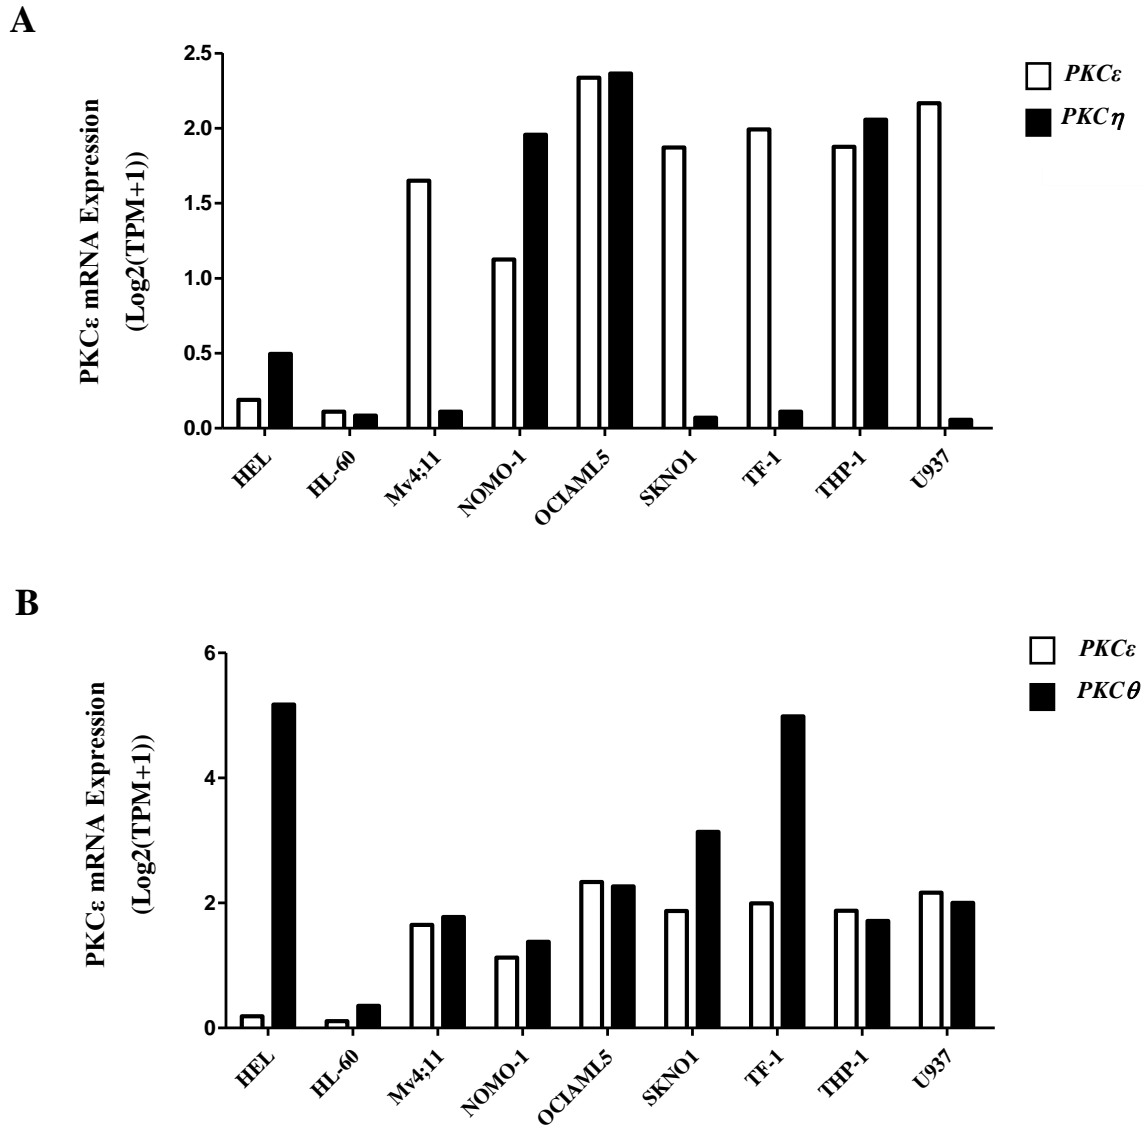 A
PKCε mRNA Expression
(Log2(TPM+1))
2.5
2.0
1.5
1.0
0.5
0.0
HEL
HL-60
Mv4;11
NOMO-1
OCIAML5
SKNO1
TF-1
THP-1
U937
PKCε
PKCη
B
PKCε mRNA Expression
(Log2(TPM+1))
6
4
2
0
HEL
HL-60
Mv4;11
NOMO-1
OCIAML5
SKNO1
TF-1
THP-1
U937
PKCε
PKCθ